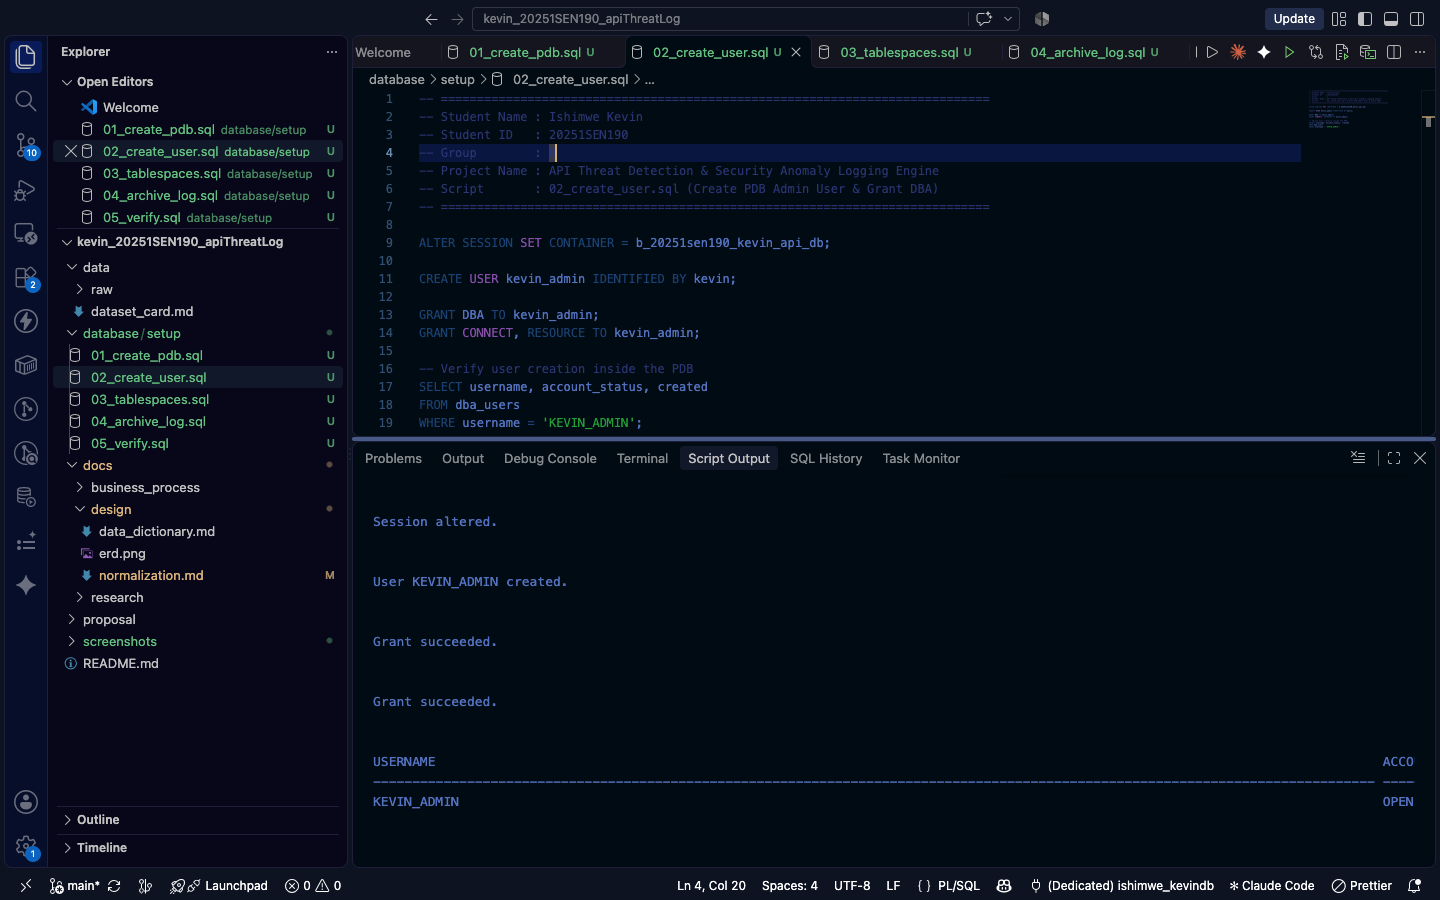 kevin_20251SEN190_apiThreatLog
Update
Explorer
Open Editors
Welcome
01_create_pdb.sql database/setup U
02_create_user.sql database/setup U
03_tablespaces.sql database/setup U
04_archive_log.sql database/setup U
05_verify.sql database/setup U
kevin_20251SEN190_apiThreatLog
data
raw
dataset_card.md
database/setup
01_create_pdb.sql U
02_create_user.sql U
03_tablespaces.sql U
04_archive_log.sql U
05_verify.sql U
docs
business_process
design
data_dictionary.md
erd.png
normalization.md M
research
proposal
screenshots
README.md
Outline
Timeline
10
2
1
Welcome 01_create_pdb.sql U 02_create_user.sql U 03_tablespaces.sql U 04_archive_log.sql U
database > setup > 02_create_user.sql > ...
1 -- ============================================================================
2 -- Student Name : Ishimwe Kevin
3 -- Student ID   : 20251SEN190
4 -- Group        :
5 -- Project Name : API Threat Detection & Security Anomaly Logging Engine
6 -- Script       : 02_create_user.sql (Create PDB Admin User & Grant DBA)
7 -- ============================================================================
8
9 ALTER SESSION SET CONTAINER = b_20251sen190_kevin_api_db;
10
11 CREATE USER kevin_admin IDENTIFIED BY kevin;
12
13 GRANT DBA TO kevin_admin;
14 GRANT CONNECT, RESOURCE TO kevin_admin;
15
16 -- Verify user creation inside the PDB
17 SELECT username, account_status, created
18 FROM dba_users
19 WHERE username = 'KEVIN_ADMIN';
Problems Output Debug Console Terminal Script Output SQL History Task Monitor
Session altered.
User KEVIN_ADMIN created.
Grant succeeded.
Grant succeeded.
USERNAME ACCO
KEVIN_ADMIN OPEN
main* Launchpad 0 0 Ln 4, Col 20 Spaces: 4 UTF-8 LF {} PL/SQL (Dedicated) ishimwe_kevindb Claude Code Prettier